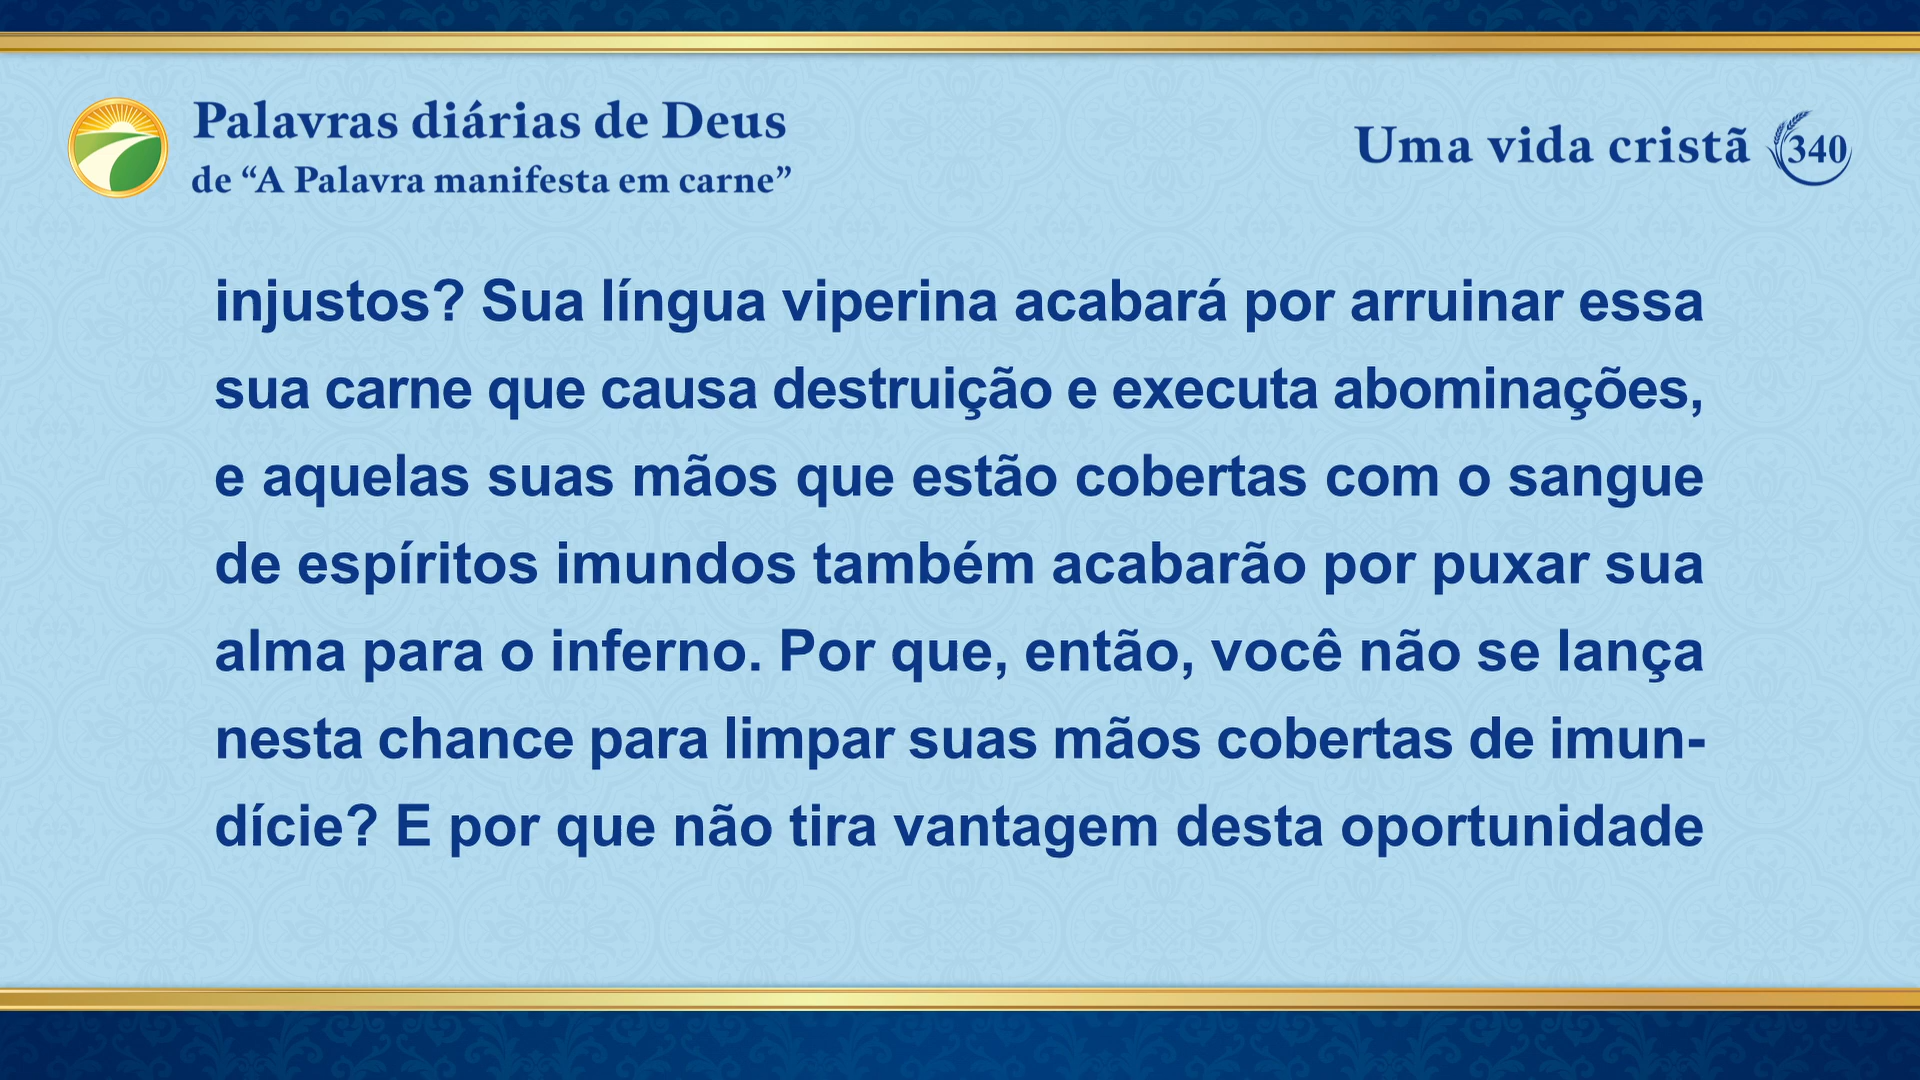 Palavras diárias de Deus
de “A Palavra manifesta em carne”
Uma vida cristã 340
injustos? Sua língua viperina acabará por arruinar essa
sua carne que causa destruição e executa abominações,
e aquelas suas mãos que estão cobertas com o sangue
de espíritos imundos também acabarão por puxar sua
alma para o inferno. Por que, então, você não se lança
nesta chance para limpar suas mãos cobertas de imun-
dície? E por que não tira vantagem desta oportunidade